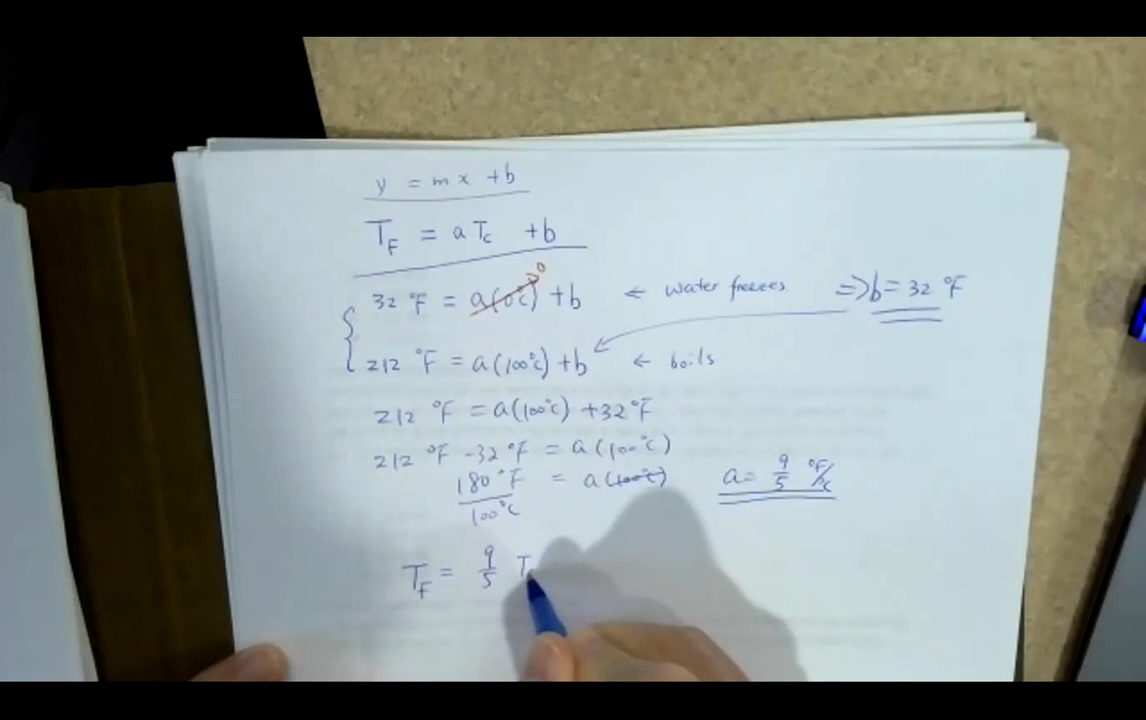 y = mx + b
T_F = a T_C + b
32 °F = a(0°C) 0 + b ← water freezes ⇒ b = 32 °F
212 °F = a(100°C) + b ← boils
212 °F = a(100°C) + 32 °F
212 °F - 32 °F = a(100°C)
180 °F / 100 °C = a(100°C) a = 9/5 °F/°C
T_F = 9/5 T